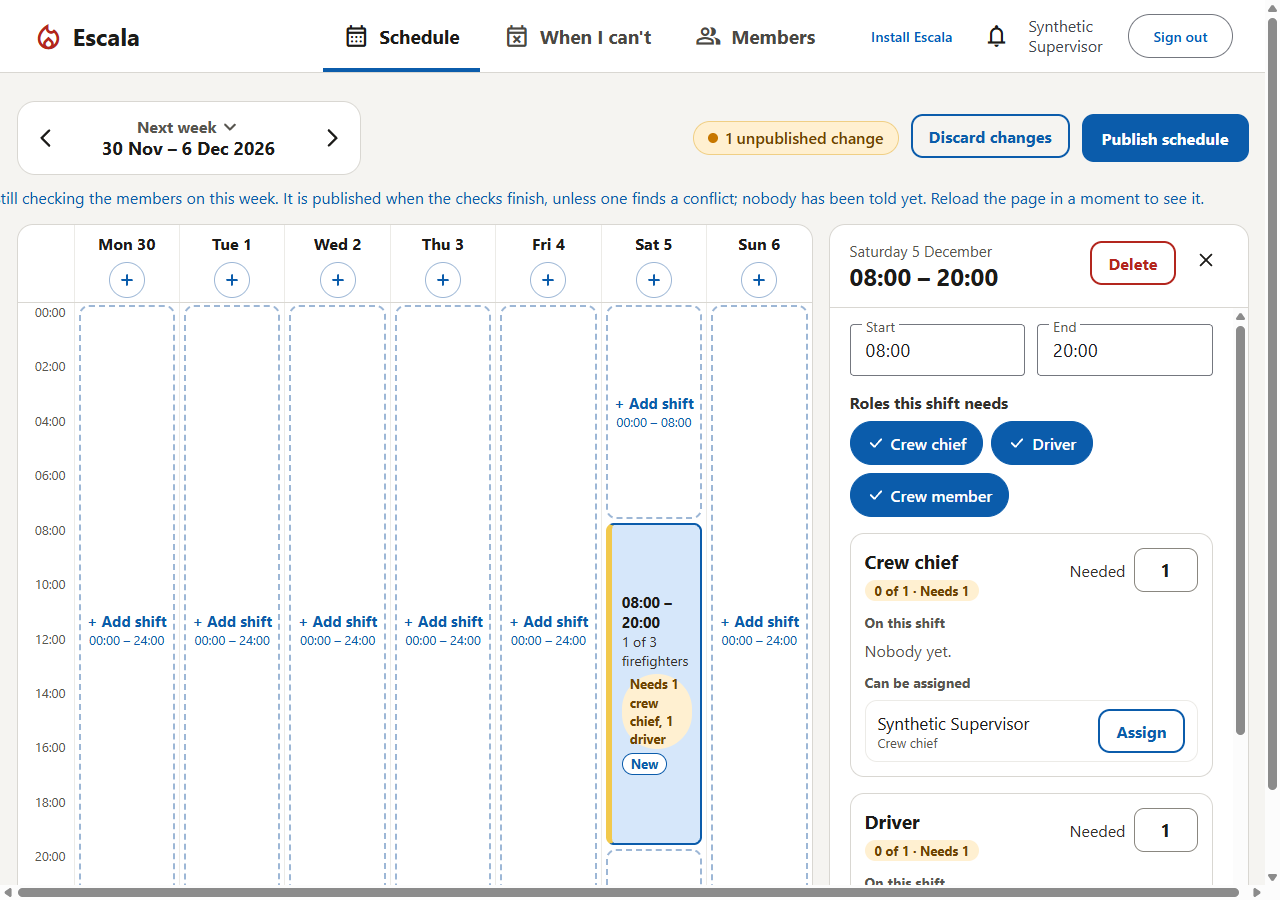 Escala
Schedule
When I can't
Members
Install Escala
Synthetic
Supervisor
Sign out
Next week
30 Nov – 6 Dec 2026
1 unpublished change
Discard changes
Publish schedule
till checking the members on this week. It is published when the checks finish, unless one finds a conflict; nobody has been told yet. Reload the page in a moment to see it.
Mon 30
Tue 1
Wed 2
Thu 3
Fri 4
Sat 5
Sun 6
+
+
+
+
+
+
+
00:00
02:00
04:00
06:00
08:00
10:00
12:00
14:00
16:00
18:00
20:00
+ Add shift
00:00 – 24:00
+ Add shift
00:00 – 24:00
+ Add shift
00:00 – 24:00
+ Add shift
00:00 – 24:00
+ Add shift
00:00 – 24:00
+ Add shift
00:00 – 08:00
08:00 –
20:00
1 of 3
firefighters
Needs 1
crew
chief, 1
driver
New
+ Add shift
00:00 – 24:00
Saturday 5 December
08:00 – 20:00
Delete
Start
08:00
End
20:00
Roles this shift needs
Crew chief
Driver
Crew member
Crew chief
0 of 1 · Needs 1
Needed
1
On this shift
Nobody yet.
Can be assigned
Synthetic Supervisor
Crew chief
Assign
Driver
0 of 1 · Needs 1
Needed
1
On this shift